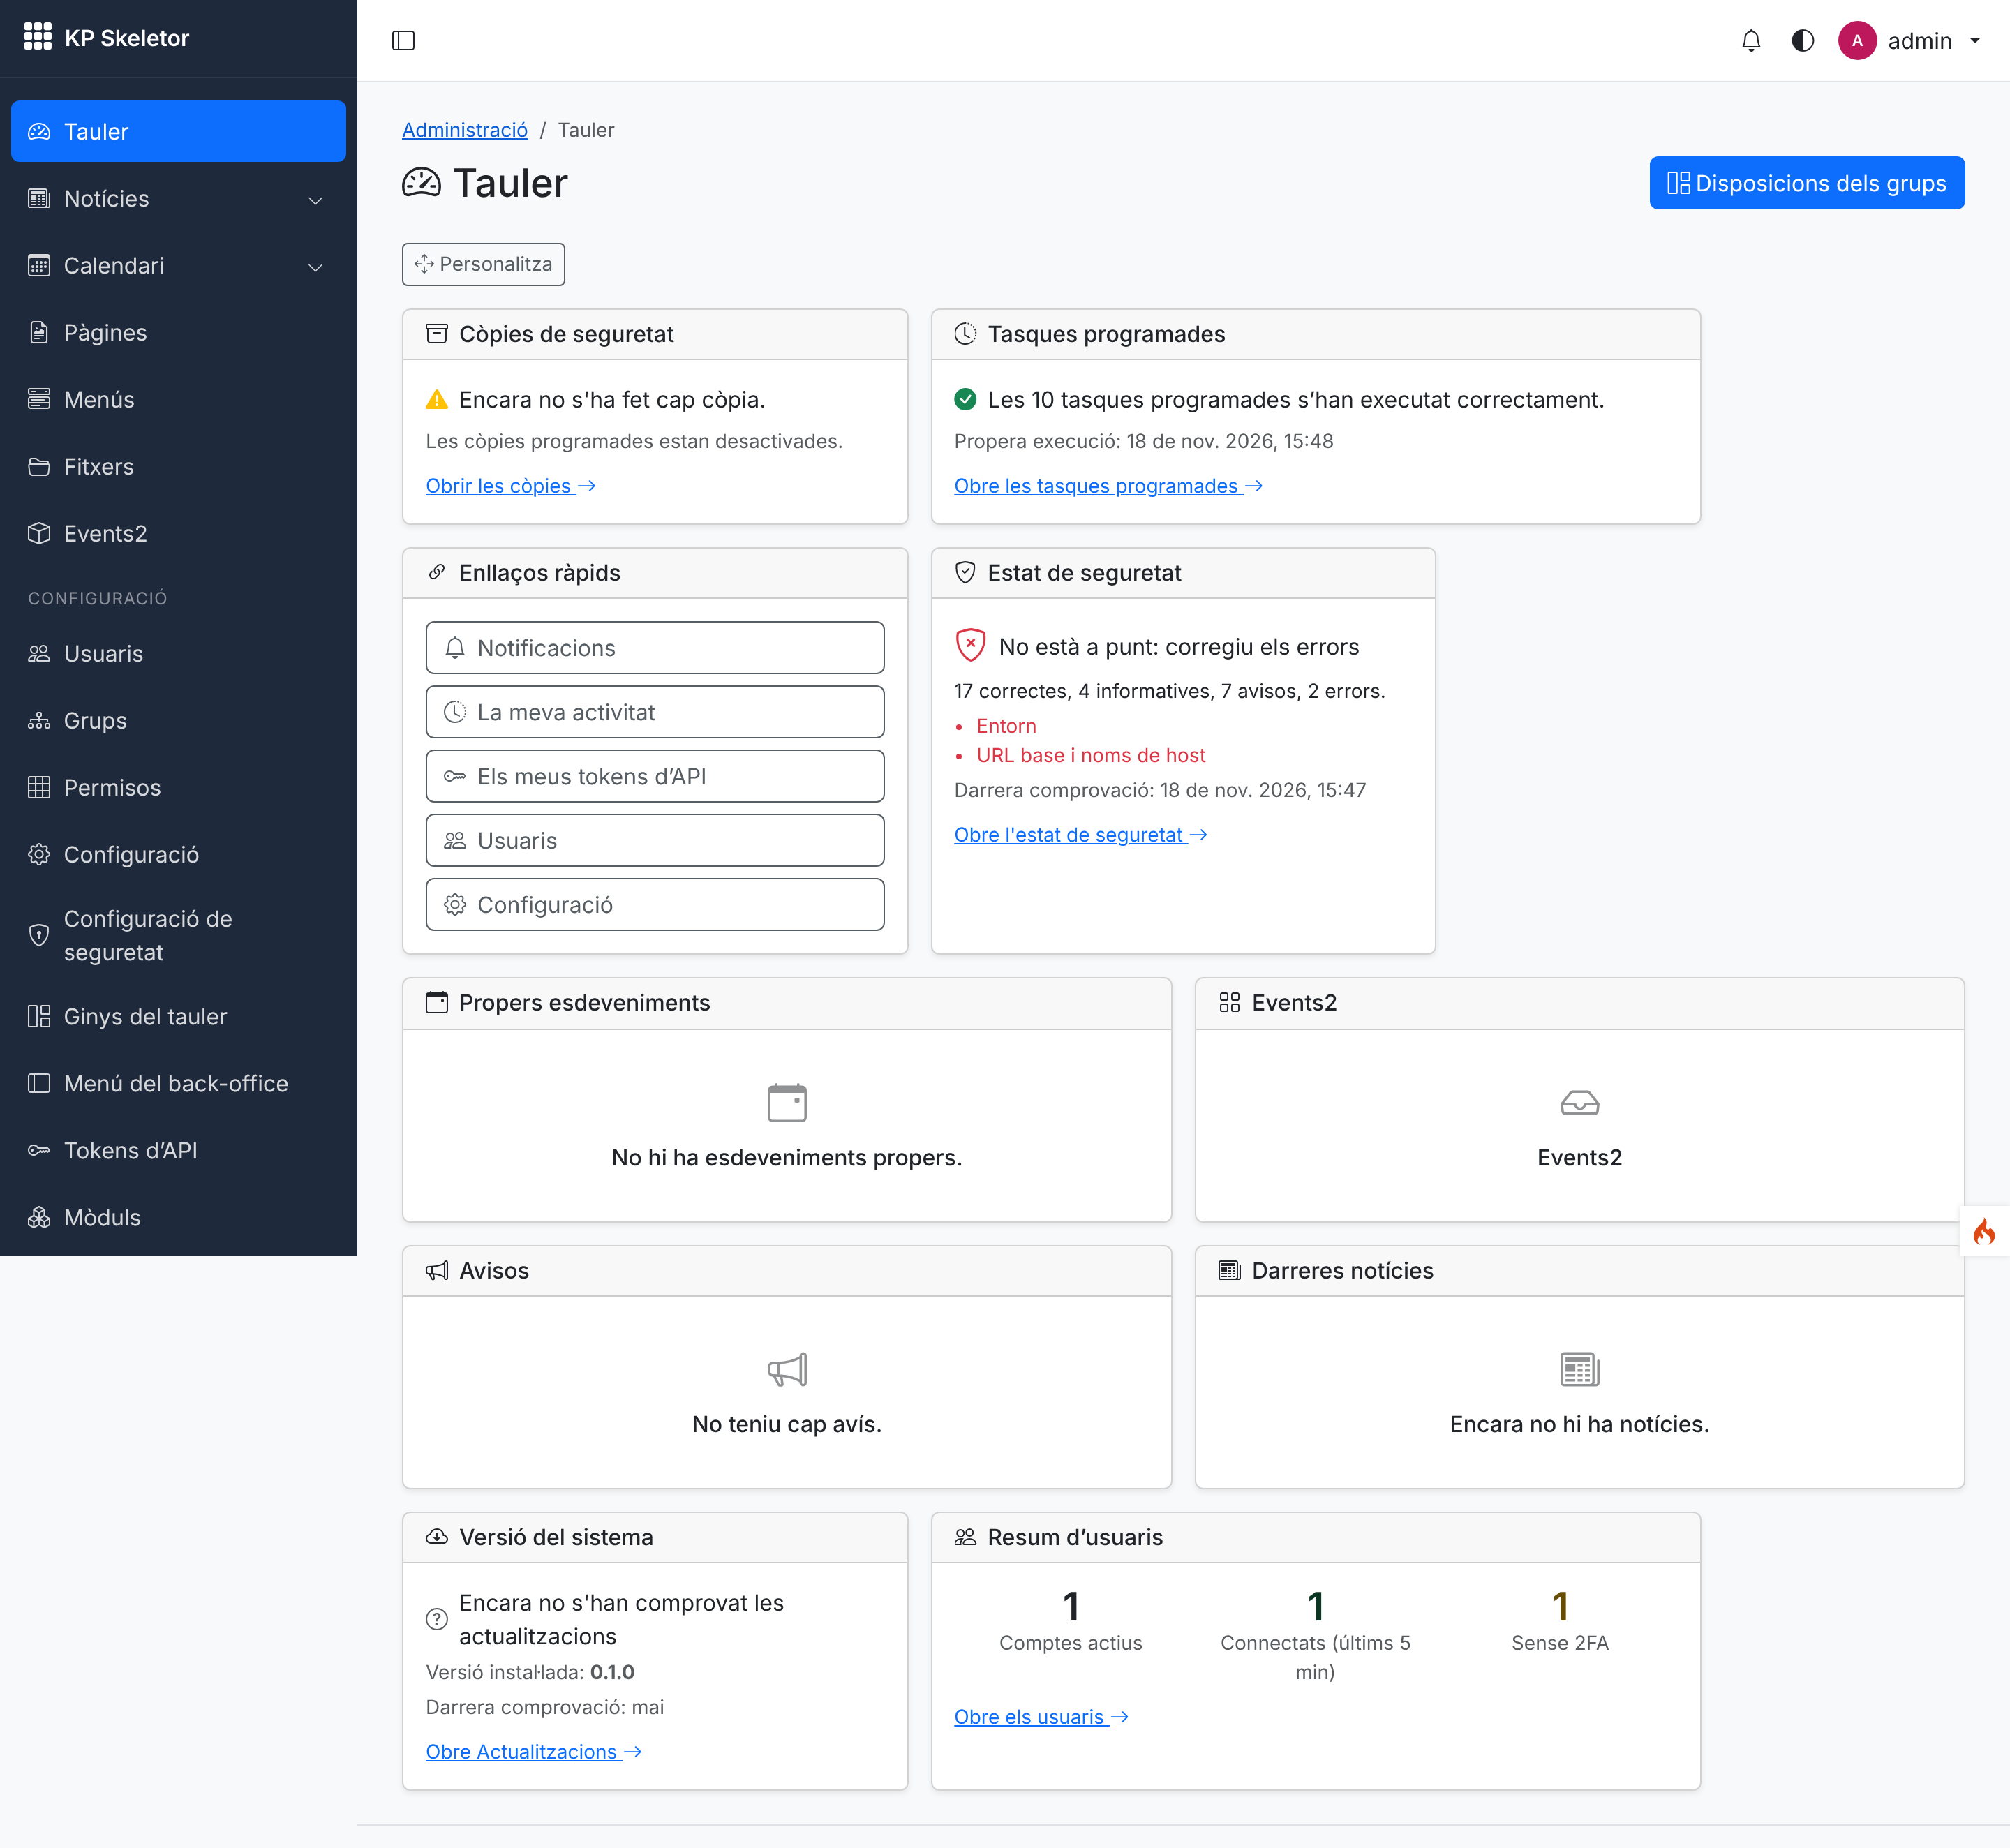 KP Skeletor
admin
A
Tauler
Notícies
Calendari
Pàgines
Menús
Fitxers
Events2
CONFIGURACIÓ
Usuaris
Grups
Permisos
Configuració
Configuració de
seguretat
Ginys del tauler
Menú del back-office
Tokens d’API
Mòduls
Administració / Tauler
Tauler
Disposicions dels grups
Personalitza
Còpies de seguretat
Encara no s'ha fet cap còpia.
Les còpies programades estan desactivades.
Obrir les còpies
Tasques programades
Les 10 tasques programades s’han executat correctament.
Propera execució: 18 de nov. 2026, 15:48
Obre les tasques programades
Enllaços ràpids
Notificacions
La meva activitat
Els meus tokens d’API
Usuaris
Configuració
Estat de seguretat
No està a punt: corregiu els errors
17 correctes, 4 informatives, 7 avisos, 2 errors.
Entorn
URL base i noms de host
Darrera comprovació: 18 de nov. 2026, 15:47
Obre l'estat de seguretat
Propers esdeveniments
No hi ha esdeveniments propers.
Events2
Events2
Avisos
No teniu cap avís.
Darreres notícies
Encara no hi ha notícies.
Versió del sistema
Encara no s'han comprovat les
actualitzacions
Versió instal·lada: 0.1.0
Darrera comprovació: mai
Obre Actualitzacions
Resum d’usuaris
1
Comptes actius
1
Connectats (últims 5
min)
1
Sense 2FA
Obre els usuaris